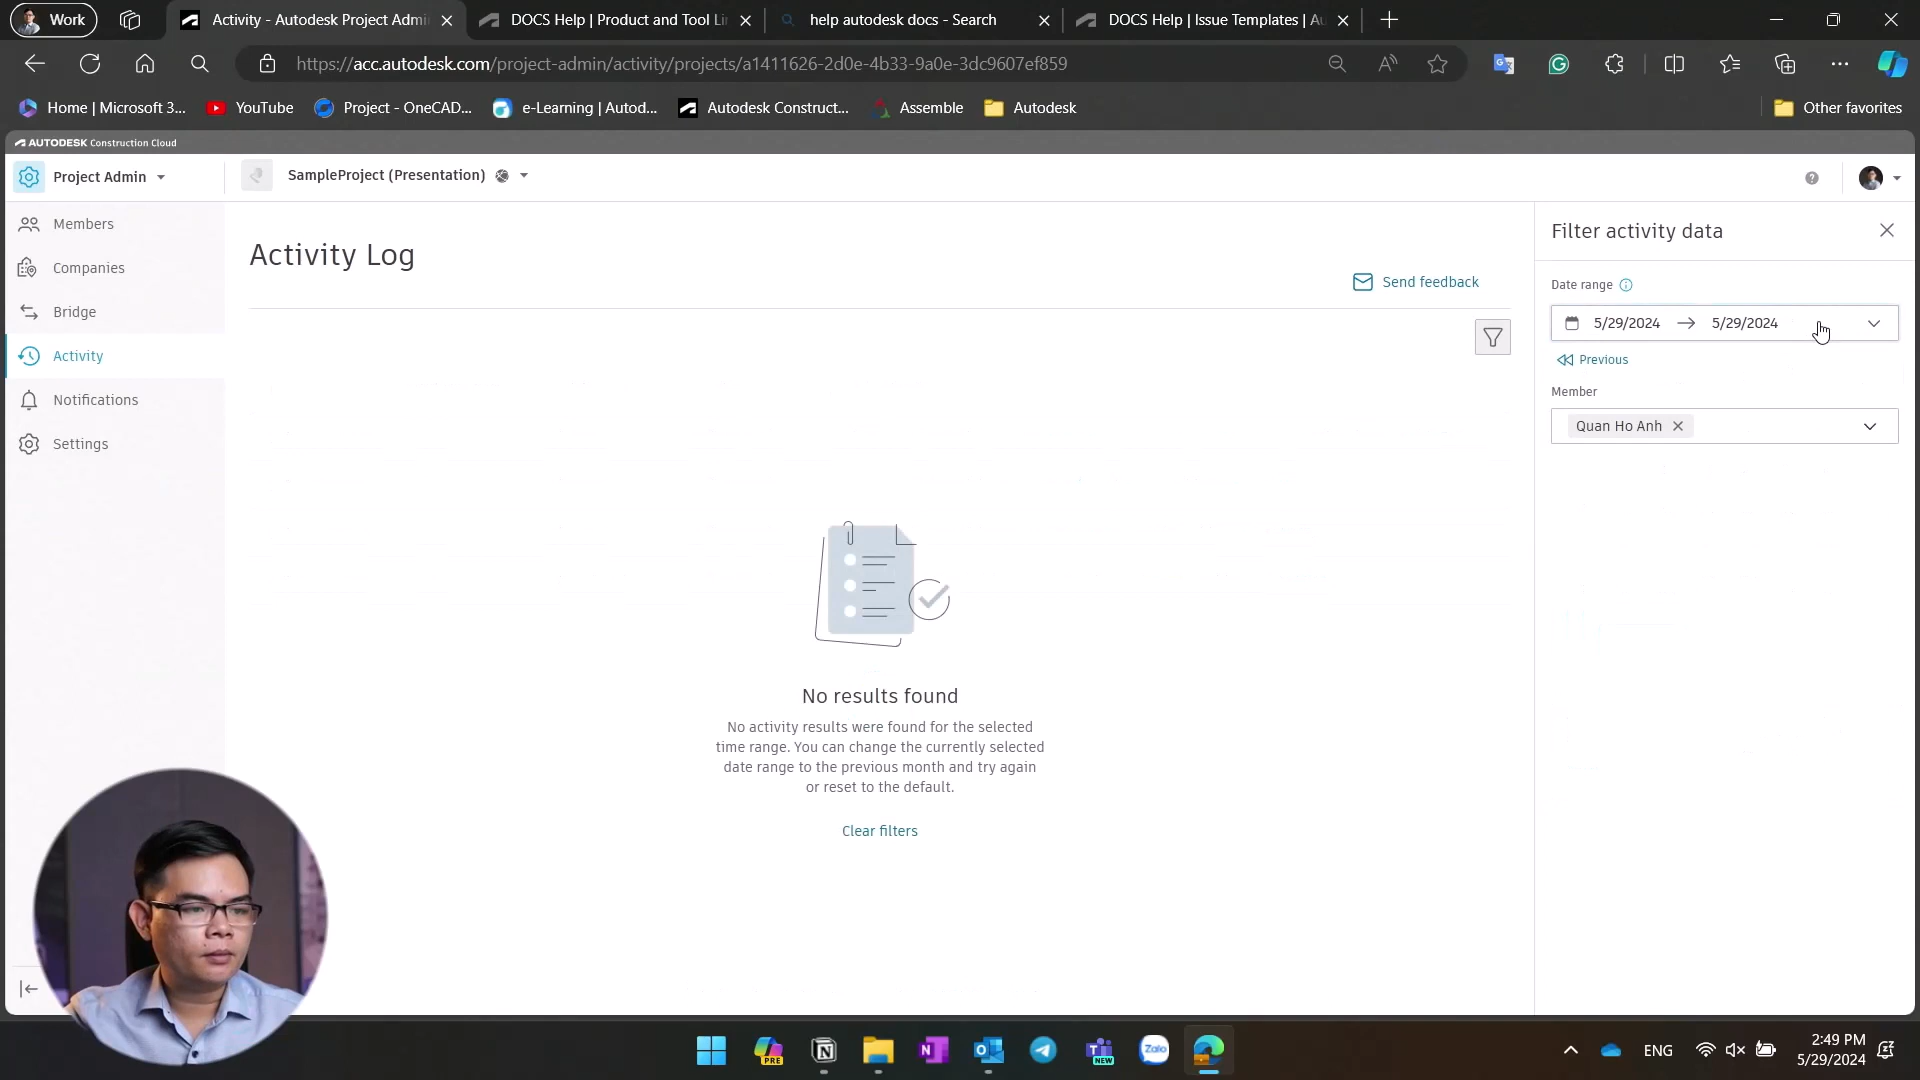 Work
Activity - Autodesk Project Admi
DOCS Help | Product and Tool Li
help autodesk docs - Search
DOCS Help | Issue Templates | Au
https://acc.autodesk.com/project-admin/activity/projects/a1411626-2d0e-4b33-9a0e-3dc9607ef859
Home | Microsoft 3...
YouTube
Project - OneCAD...
e-Learning | Autod...
Autodesk Construct...
Assemble
Autodesk
Other favorites
AUTODESK Construction Cloud
Project Admin
SampleProject (Presentation)
Members
Companies
Bridge
Activity
Notifications
Settings
Activity Log
Send feedback
Filter activity data
Date range
5/29/2024
5/29/2024
Previous
Member
Quan Ho Anh
No results found
No activity results were found for the selected
time range. You can change the currently selected
date range to the previous month and try again
or reset to the default.
Clear filters
PRE
NEW
Zalo
ENG
2:49 PM
5/29/2024